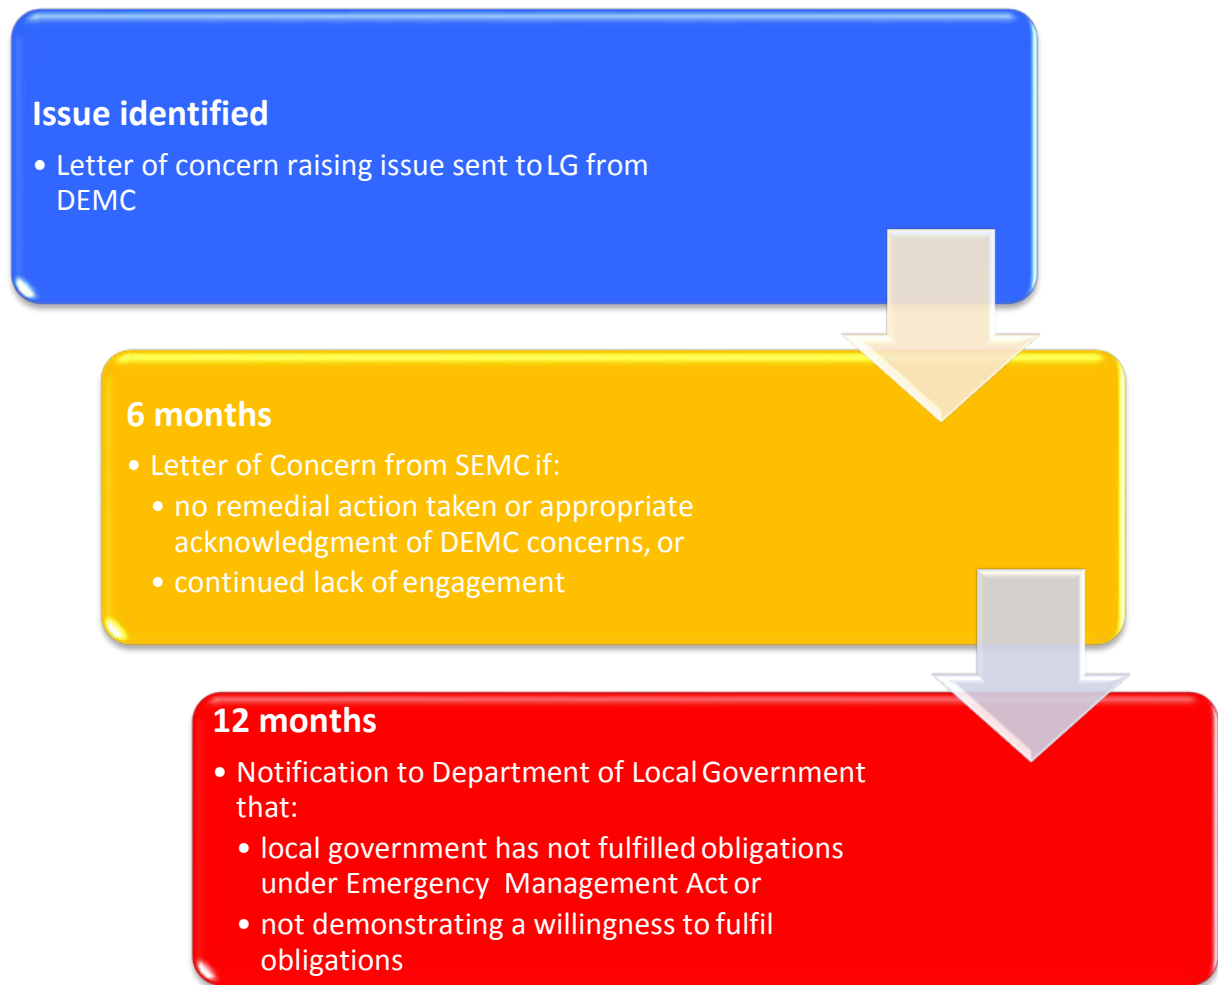 Issue identified
• Letter of concern raising issue sent to LG from
DEMC
6 months
• Letter of Concern from SEMC if:
• no remedial action taken or appropriate
acknowledgment of DEMC concerns, or
• continued lack of engagement
12 months
• Notification to Department of Local Government
that:
• local government has not fulfilled obligations
under Emergency Management Act or
• not demonstrating a willingness to fulfil
obligations